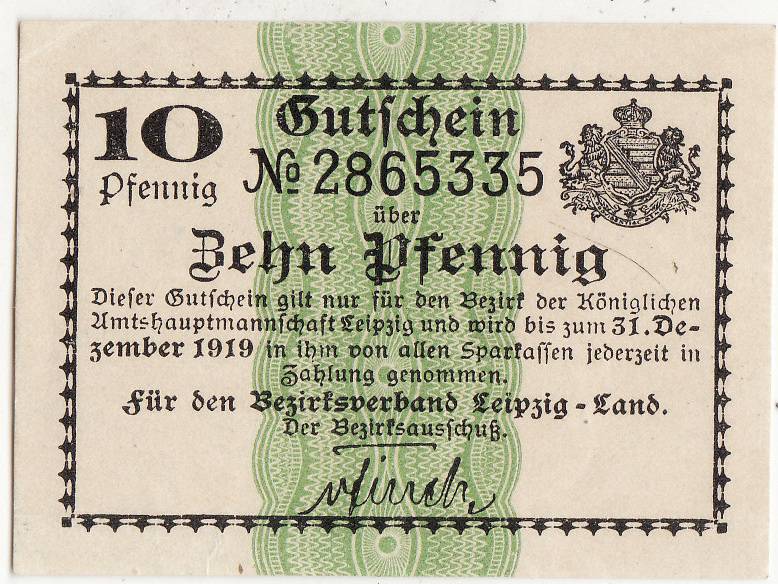 10 Gutschein
Pfennig № 2865335
über
Zehn Pfennig
Dieser Gutschein gilt nur für den Bezirk der Königlichen
Amtshauptmannschaft Leipzig und wird bis zum 31. De-
zember 1919 in ihm von allen Sparkassen jederzeit in
Zahlung genommen.
Für den Bezirksverband Leipzig-Land.
Der Bezirksausschuß.